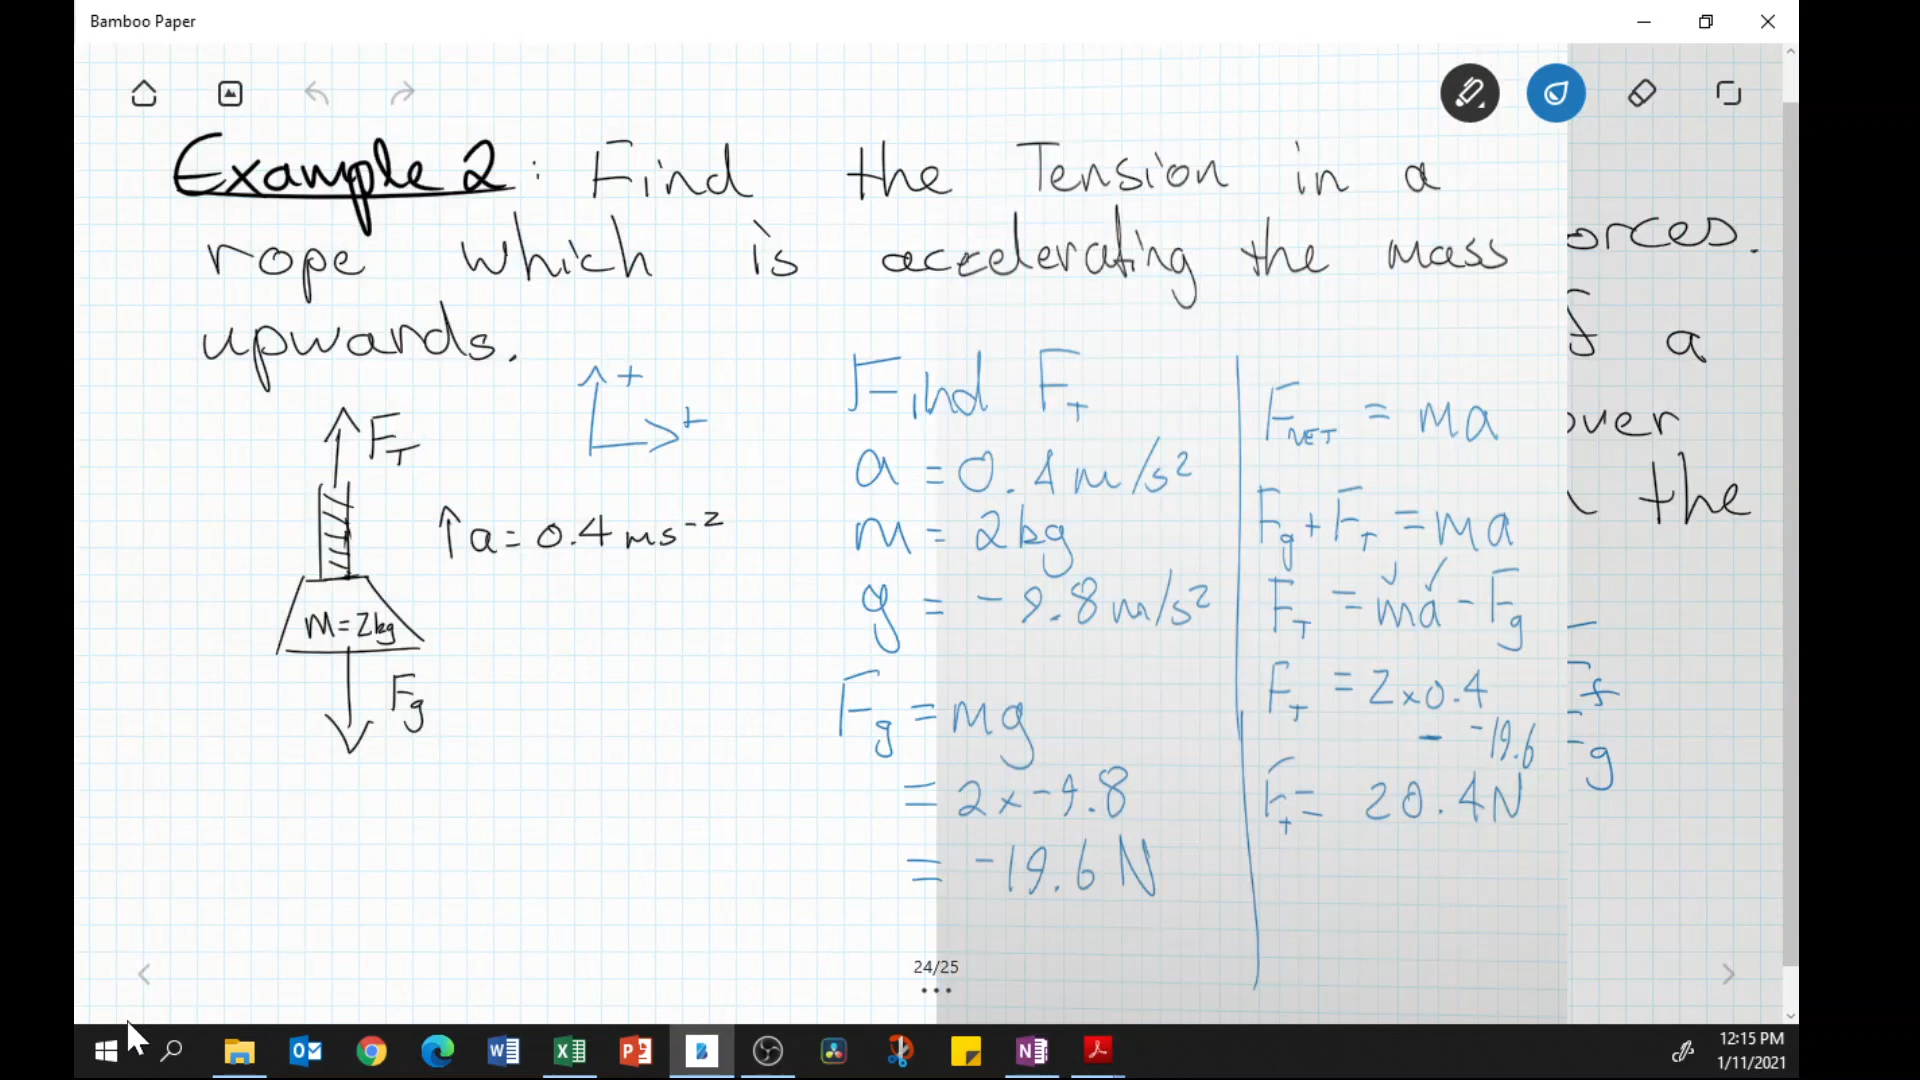 Bamboo Paper
Example 2: Find the Tension in a
rope which is accelerating the mass
upwards.
F_T
↑ a = 0.4 ms⁻²
m = 2kg
F_g
+
+
Find F_T
a = 0.4 m/s²
m = 2kg
g = -9.8 m/s²
F_g = mg
= 2 × -9.8
= -19.6 N
F_NET = ma
F_g + F_T = ma
F_T = ma - F_g
F_T = 2 × 0.4
- -19.6
F_T = 20.4 N
orces.
a
over
the
g
24/25
12:15 PM
1/11/2021